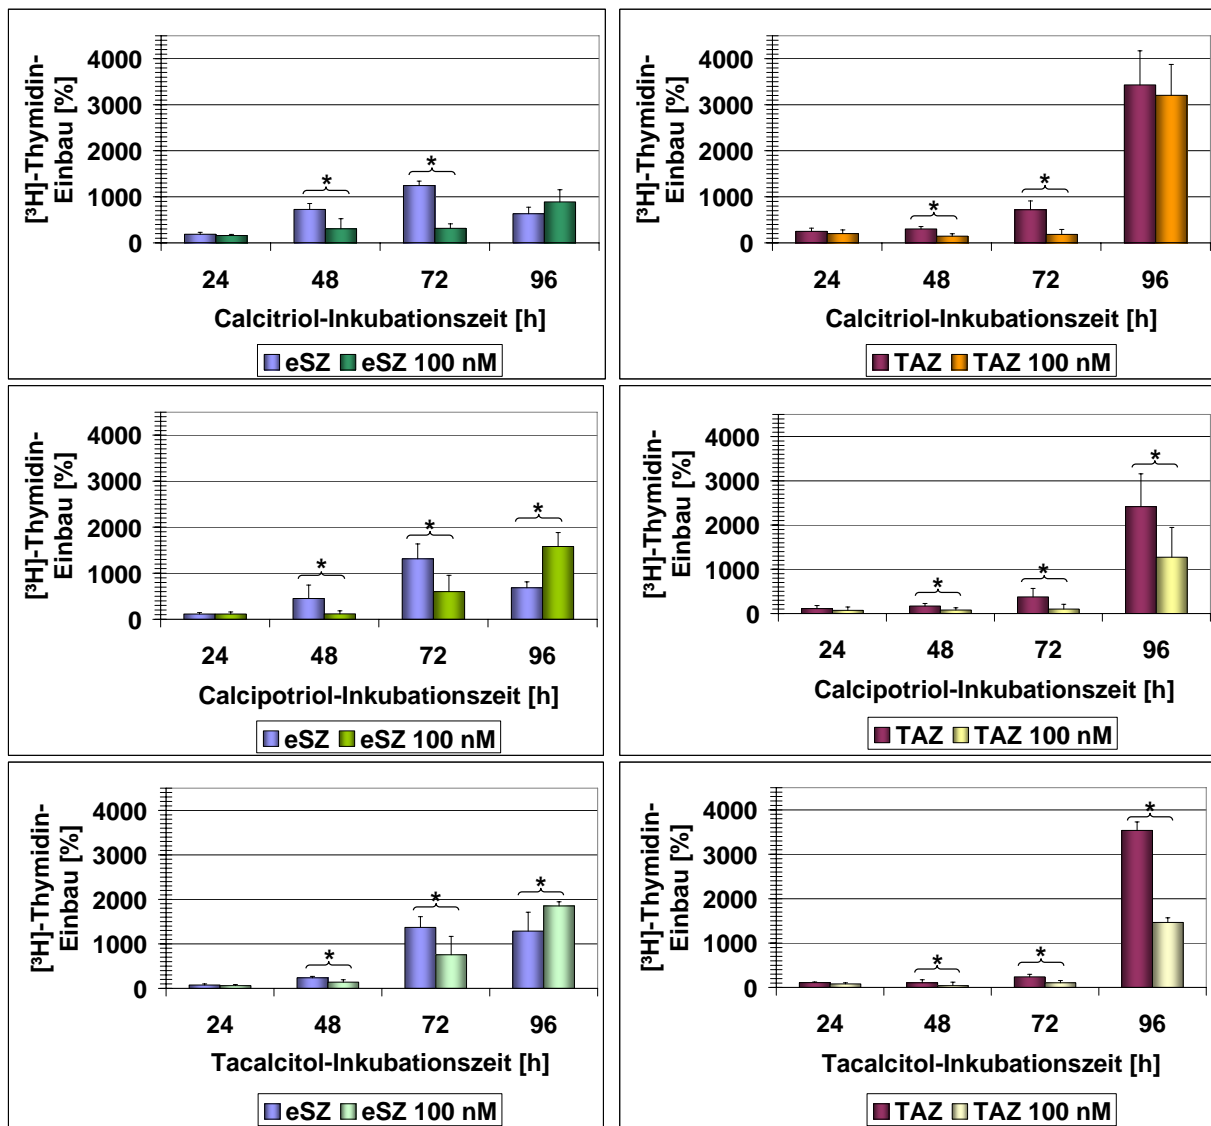 [³H]-Thymidin-
Einbau [%]
4000
3000
2000
1000
0
* *
24 48 72 96
Calcitriol-Inkubationszeit [h]
eSZ eSZ 100 nM
[³H]-Thymidin-
Einbau [%]
4000
3000
2000
1000
0
* *
24 48 72 96
Calcitriol-Inkubationszeit [h]
TAZ TAZ 100 nM
[³H]-Thymidin-
Einbau [%]
4000
3000
2000
1000
0
* * *
24 48 72 96
Calcipotriol-Inkubationszeit [h]
eSZ eSZ 100 nM
[³H]-Thymidin-
Einbau [%]
4000
3000
2000
1000
0
* * *
24 48 72 96
Calcipotriol-Inkubationszeit [h]
TAZ TAZ 100 nM
[³H]-Thymidin-
Einbau [%]
4000
3000
2000
1000
0
* * *
24 48 72 96
Tacalcitol-Inkubationszeit [h]
eSZ eSZ 100 nM
[³H]-Thymidin-
Einbau [%]
4000
3000
2000
1000
0
* * *
24 48 72 96
Tacalcitol-Inkubationszeit [h]
TAZ TAZ 100 nM